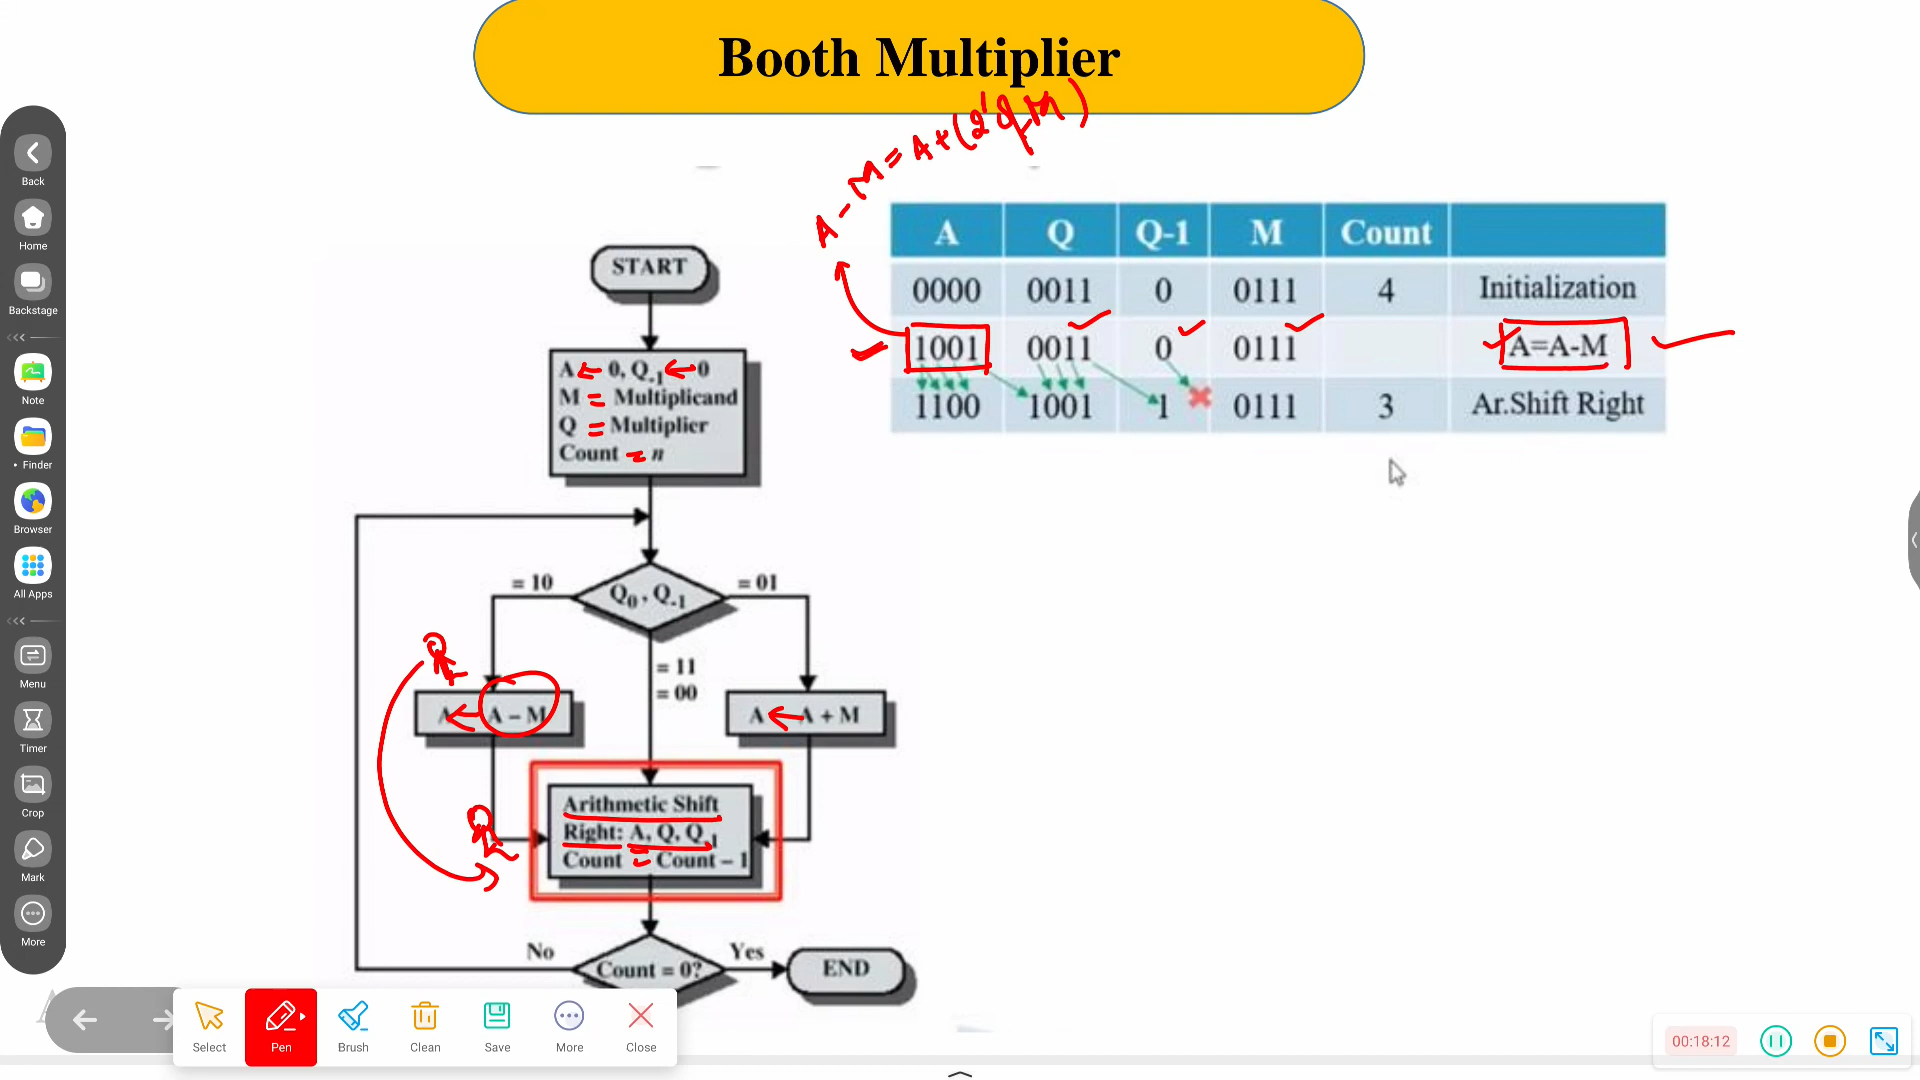 Booth Multiplier
A - M = A + (2's Q M)
A Q Q-1 M Count
0000 0011 0 0111 4 Initialization
1001 0011 0 0111 A=A-M
1100 1001 1 0111 3 Ar.Shift Right
START
A ← 0, Q-1 ← 0
M = Multiplicand
Q = Multiplier
Count = n
= 10 Q0, Q-1 = 01
= 11
= 00
A ← A - M
A ← A + M
Arithmetic Shift
Right: A, Q, Q-1
Count = Count - 1
No Yes
Count = 0? END
Back
Home
Backstage
Note
Finder
Browser
All Apps
Menu
Timer
Crop
Mark
More
Select Pen Brush Clean Save More Close
00:18:12